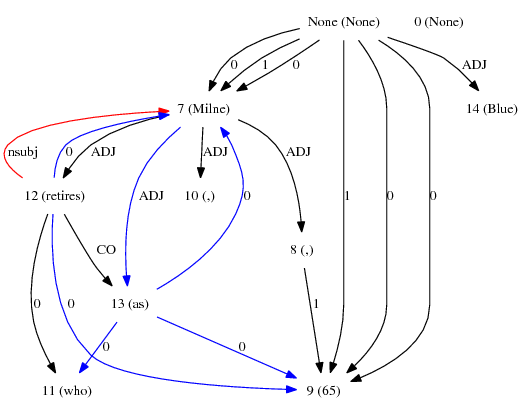 None (None) 0 (None)
0 1 0 ADJ
7 (Milne) 14 (Blue)
nsubj 0 ADJ ADJ ADJ
12 (retires) ADJ 10 (,) 0 1 0 0
CO 8 (,)
0 0 13 (as) 1
0 0
11 (who) 9 (65)